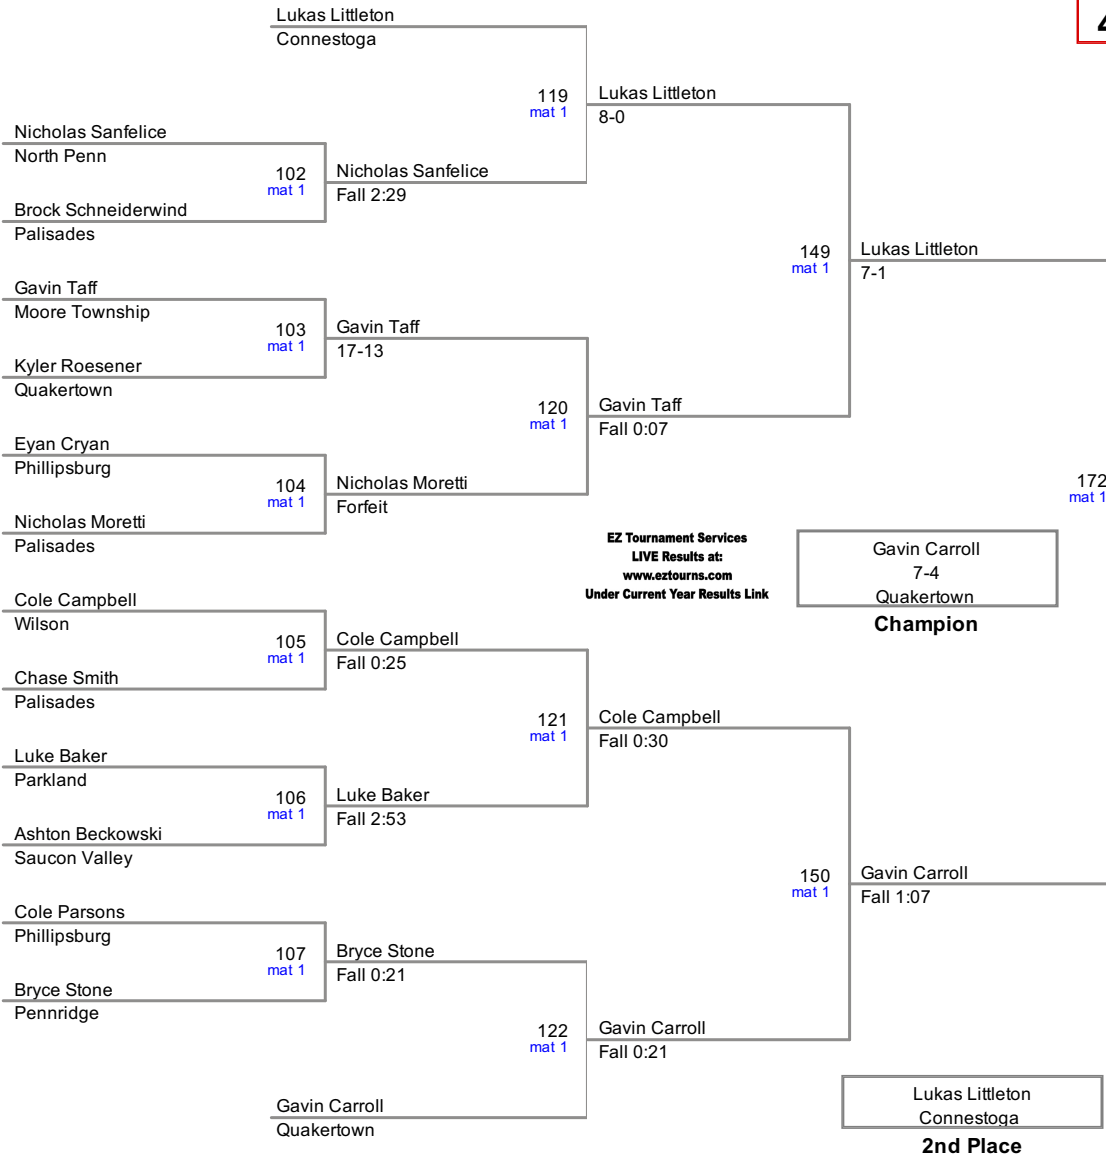 Lukas Littleton
Connestoga
4
119
mat 1
Lukas Littleton
8-0
Nicholas Sanfelice
North Penn
102
mat 1
Nicholas Sanfelice
Fall 2:29
Brock Schneiderwind
Palisades
149
mat 1
Lukas Littleton
7-1
Gavin Taff
Moore Township
103
mat 1
Gavin Taff
17-13
Kyler Roesener
Quakertown
120
mat 1
Gavin Taff
Fall 0:07
Eyan Cryan
Phillipsburg
104
mat 1
Nicholas Moretti
Forfeit
Nicholas Moretti
Palisades
172
mat 1
EZ Tournament Services
LIVE Results at:
www.eztourns.com
Under Current Year Results Link
Gavin Carroll
7-4
Quakertown
Champion
Cole Campbell
Wilson
105
mat 1
Cole Campbell
Fall 0:25
Chase Smith
Palisades
121
mat 1
Cole Campbell
Fall 0:30
Luke Baker
Parkland
106
mat 1
Luke Baker
Fall 2:53
Ashton Beckowski
Saucon Valley
150
mat 1
Gavin Carroll
Fall 1:07
Cole Parsons
Phillipsburg
107
mat 1
Bryce Stone
Fall 0:21
Bryce Stone
Pennridge
122
mat 1
Gavin Carroll
Fall 0:21
Gavin Carroll
Quakertown
Lukas Littleton
Connestoga
2nd Place